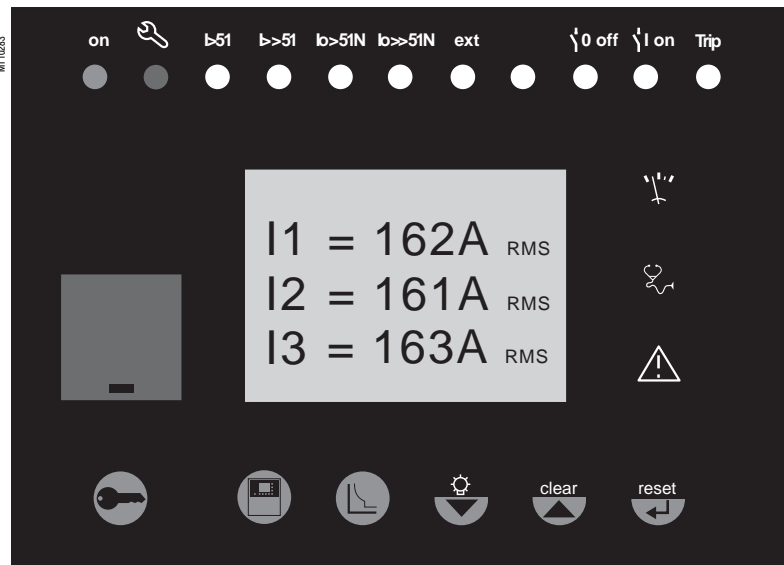 MT10283
on I>51 I>>51 Io>51N Io>>51N ext 0 off I on Trip
I1 = 162A RMS
I2 = 161A RMS
I3 = 163A RMS
clear reset